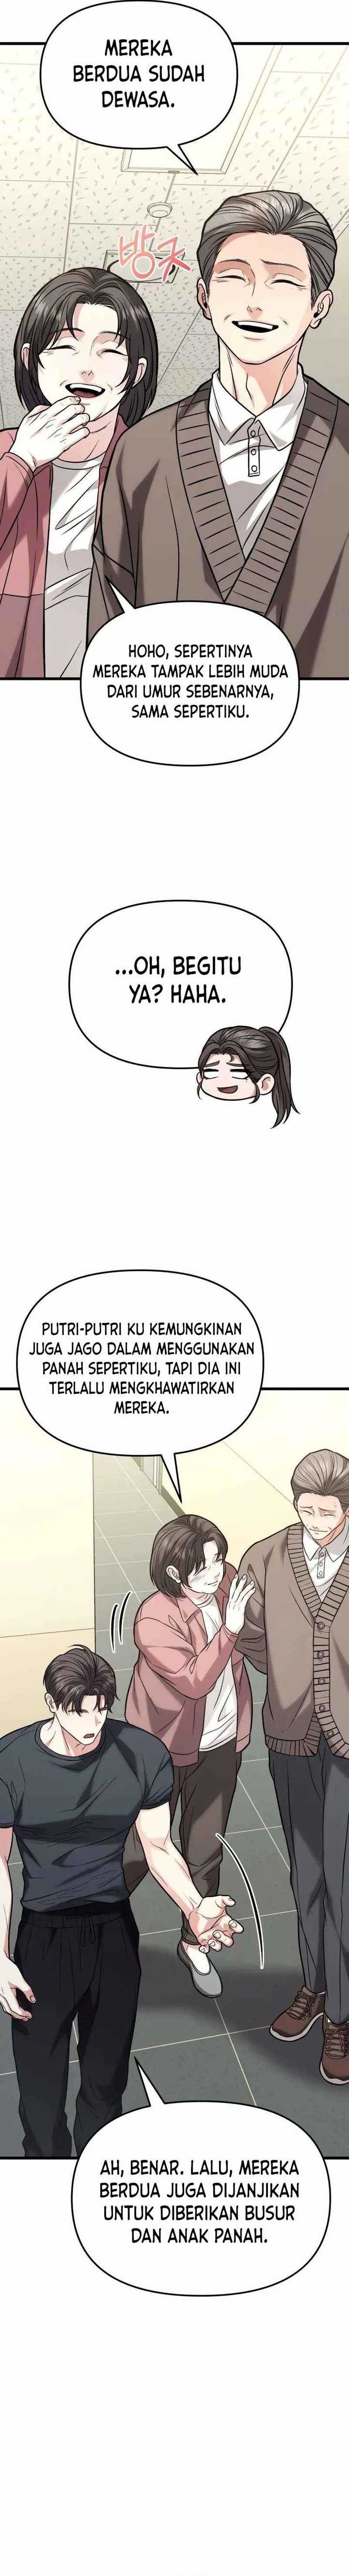 MEREKA
BERDUA SUDAH
DEWASA.
방긋
HOHO, SEPERTINYA
MEREKA TAMPAK LEBIH MUDA
DARI UMUR SEBENARNYA,
SAMA SEPERTIKU.
...OH, BEGITU
YA? HAHA.
PUTRI-PUTRI KU KEMUNGKINAN
JUGA JAGO DALAM MENGGUNAKAN
PANAH SEPERTIKU, TAPI DIA INI
TERLALU MENGKHAWATIRKAN
MEREKA.
AH, BENAR. LALU, MEREKA
BERDUA JUGA DIJANJIKAN
UNTUK DIBERIKAN BUSUR
DAN ANAK PANAH.